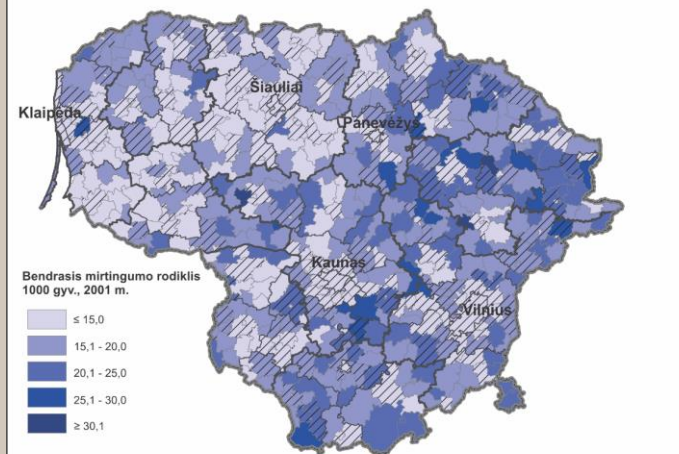 Šiauliai
Klaipėda
Panevėžys
Kaunas
Vilnius
Bendrasis mirtingumo rodiklis
1000 gyv., 2001 m.
≤ 15,0
15,1 - 20,0
20,1 - 25,0
25,1 - 30,0
≥ 30,1